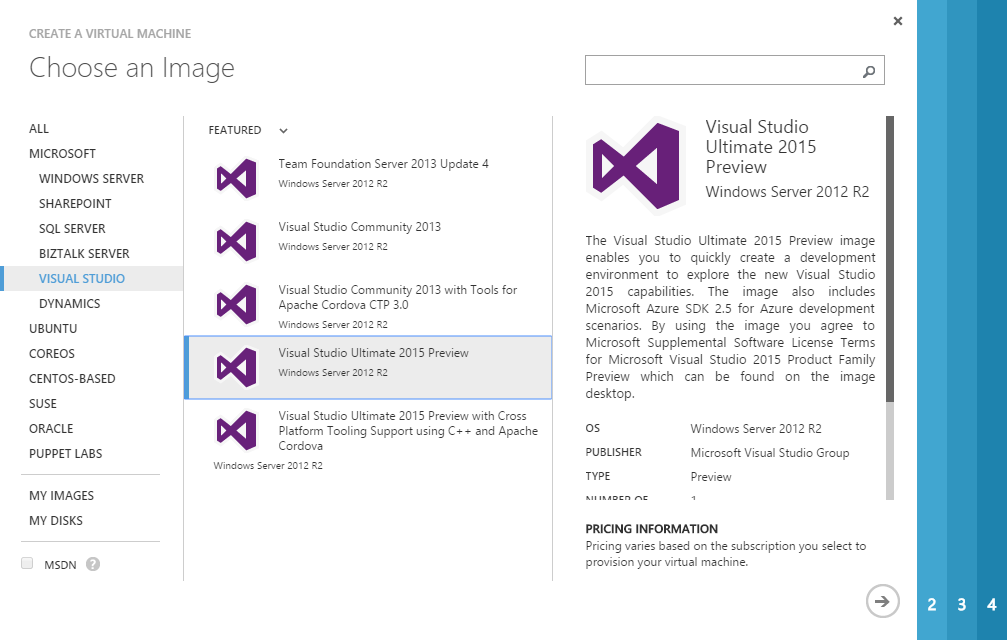 CREATE A VIRTUAL MACHINE
Choose an Image
ALL
MICROSOFT
WINDOWS SERVER
SHAREPOINT
SQL SERVER
BIZTALK SERVER
VISUAL STUDIO
DYNAMICS
UBUNTU
COREOS
CENTOS-BASED
SUSE
ORACLE
PUPPET LABS
MY IMAGES
MY DISKS
MSDN ?
FEATURED
Team Foundation Server 2013 Update 4
Windows Server 2012 R2
Visual Studio Community 2013
Windows Server 2012 R2
Visual Studio Community 2013 with Tools for
Apache Cordova CTP 3.0
Windows Server 2012 R2
Visual Studio Ultimate 2015 Preview
Windows Server 2012 R2
Visual Studio Ultimate 2015 Preview with Cross
Platform Tooling Support using C++ and Apache
Cordova
Windows Server 2012 R2
Visual Studio
Ultimate 2015
Preview
Windows Server 2012 R2
The Visual Studio Ultimate 2015 Preview image
enables you to quickly create a development
environment to explore the new Visual Studio
2015 capabilities. The image also includes
Microsoft Azure SDK 2.5 for Azure development
scenarios. By using the image you agree to
Microsoft Supplemental Software License Terms
for Microsoft Visual Studio 2015 Product Family
Preview which can be found on the image
desktop.
OS Windows Server 2012 R2
PUBLISHER Microsoft Visual Studio Group
TYPE Preview
NUMBER OF 1
PRICING INFORMATION
Pricing varies based on the subscription you select to
provision your virtual machine.
2 3 4